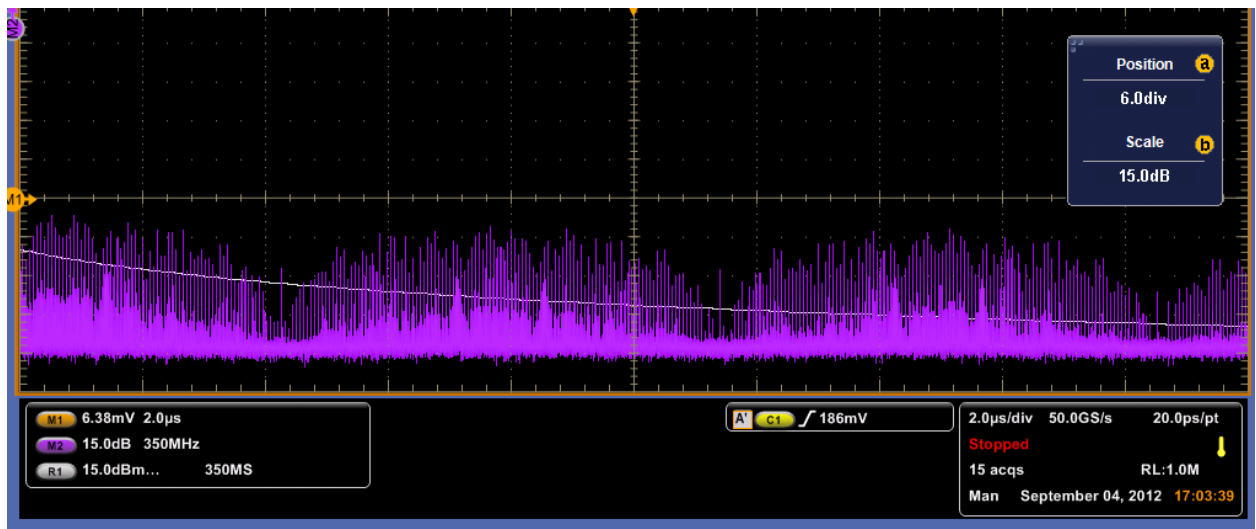 M2
Position a
6.0div
Scale b
15.0dB
M1
M1 6.38mV 2.0µs
M2 15.0dB 350MHz
R1 15.0dBm... 350MS
A' C1 186mV
2.0µs/div 50.0GS/s 20.0ps/pt
Stopped
15 acqs RL:1.0M
Man September 04, 2012 17:03:39